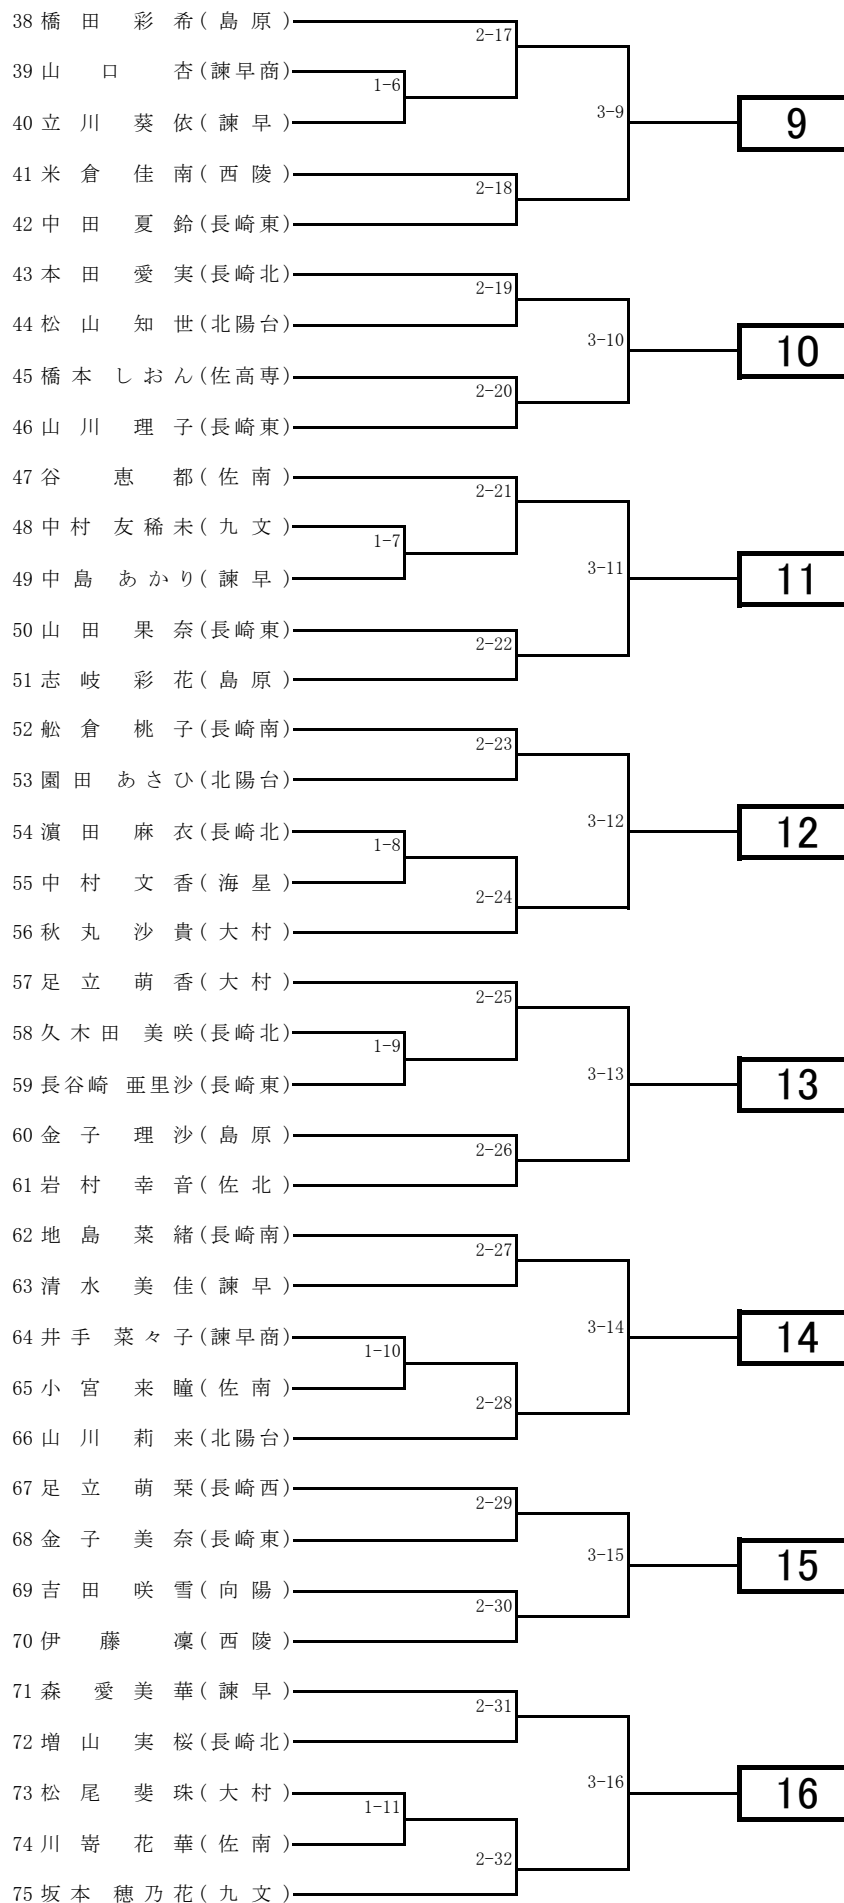 38 橋田 彩希(島原)
2-17
39 山口 杏(諫早商)
1-6
3-9
9
40 立川 葵依(諫早)
41 米倉 佳南(西陵)
2-18
42 中田 夏鈴(長崎東)
43 本田 愛実(長崎北)
2-19
44 松山 知世(北陽台)
3-10
10
45 橋本 しおん(佐高専)
2-20
46 山川 理子(長崎東)
47 谷 恵都(佐南)
2-21
48 中村 友稀未(九文)
1-7
3-11
11
49 中島 あかり(諫早)
50 山田 果奈(長崎東)
2-22
51 志岐 彩花(島原)
52 舩倉 桃子(長崎南)
2-23
53 園田 あさひ(北陽台)
3-12
12
54 濵田 麻衣(長崎北)
1-8
55 中村 文香(海星)
2-24
56 秋丸 沙貴(大村)
57 足立 萌香(大村)
2-25
58 久木田 美咲(長崎北)
1-9
3-13
13
59 長谷崎 亜里沙(長崎東)
60 金子 理沙(島原)
2-26
61 岩村 幸音(佐北)
62 地島 菜緒(長崎南)
2-27
63 清水 美佳(諫早)
3-14
14
64 井手 菜々子(諫早商)
1-10
65 小宮 来瞳(佐南)
2-28
66 山川 莉来(北陽台)
67 足立 萌栞(長崎西)
2-29
68 金子 美奈(長崎東)
3-15
15
69 吉田 咲雪(向陽)
2-30
70 伊藤 凜(西陵)
71 森 愛美華(諫早)
2-31
72 増山 実桜(長崎北)
3-16
16
73 松尾 斐珠(大村)
1-11
74 川嵜 花華(佐南)
2-32
75 坂本 穂乃花(九文)